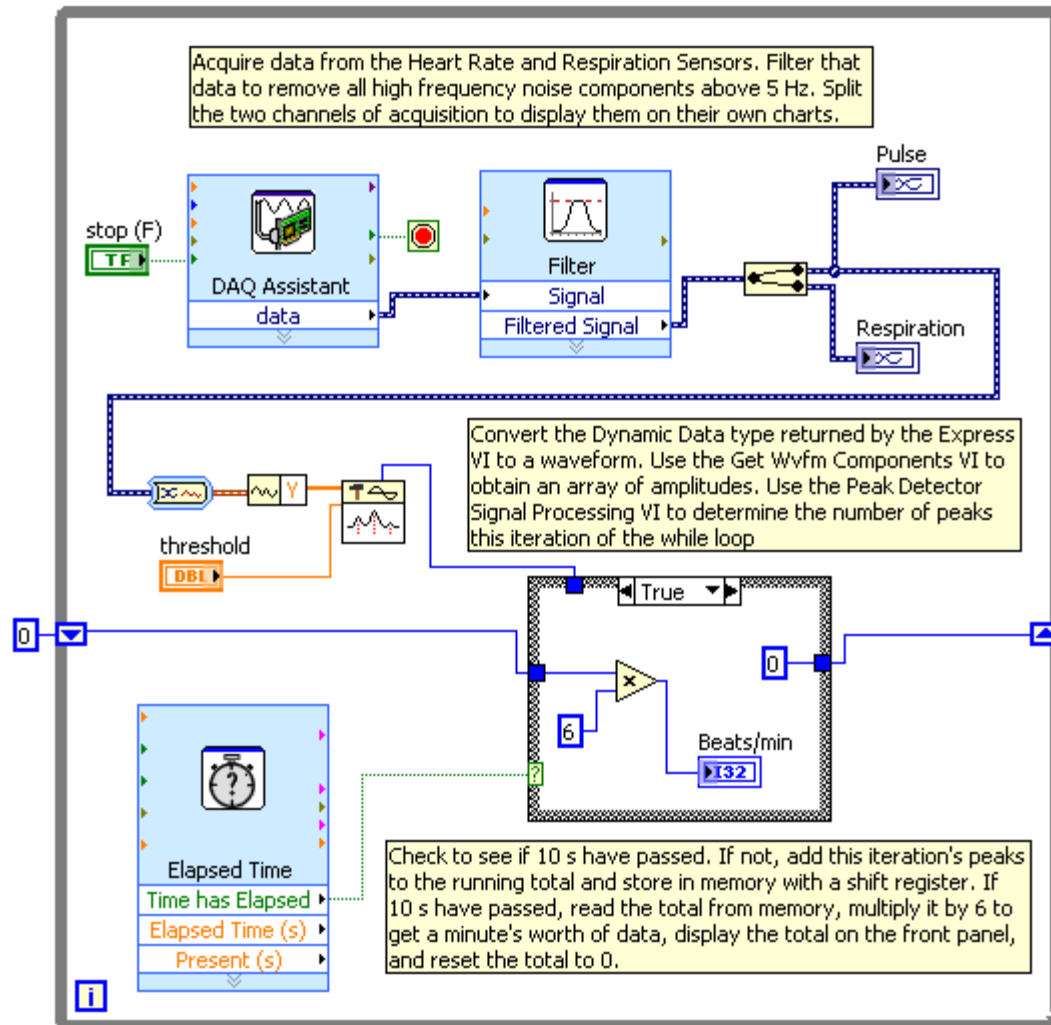 Acquire data from the Heart Rate and Respiration Sensors. Filter that
data to remove all high frequency noise components above 5 Hz. Split
the two channels of acquisition to display them on their own charts.
Pulse
stop (F)
TF
DAQ Assistant
data
Filter
Signal
Filtered Signal
Respiration
Convert the Dynamic Data type returned by the Express
VI to a waveform. Use the Get Wvfm Components VI to
obtain an array of amplitudes. Use the Peak Detector
Signal Processing VI to determine the number of peaks
this iteration of the while loop
Y
threshold
DBL
True
0
0
6
Beats/min
I32
?
?
Elapsed Time
Time has Elapsed
Elapsed Time (s)
Present (s)
Check to see if 10 s have passed. If not, add this iteration's peaks
to the running total and store in memory with a shift register. If
10 s have passed, read the total from memory, multiply it by 6 to
get a minute's worth of data, display the total on the front panel,
and reset the total to 0.
i